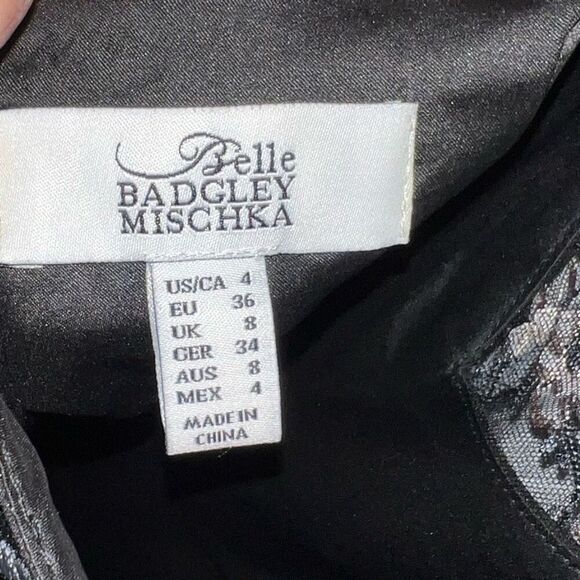 Belle
BADGLEY
MISCHKA
US/CA 4
EU 36
UK 8
GER 34
AUS 8
MEX 4
MADE IN
CHINA